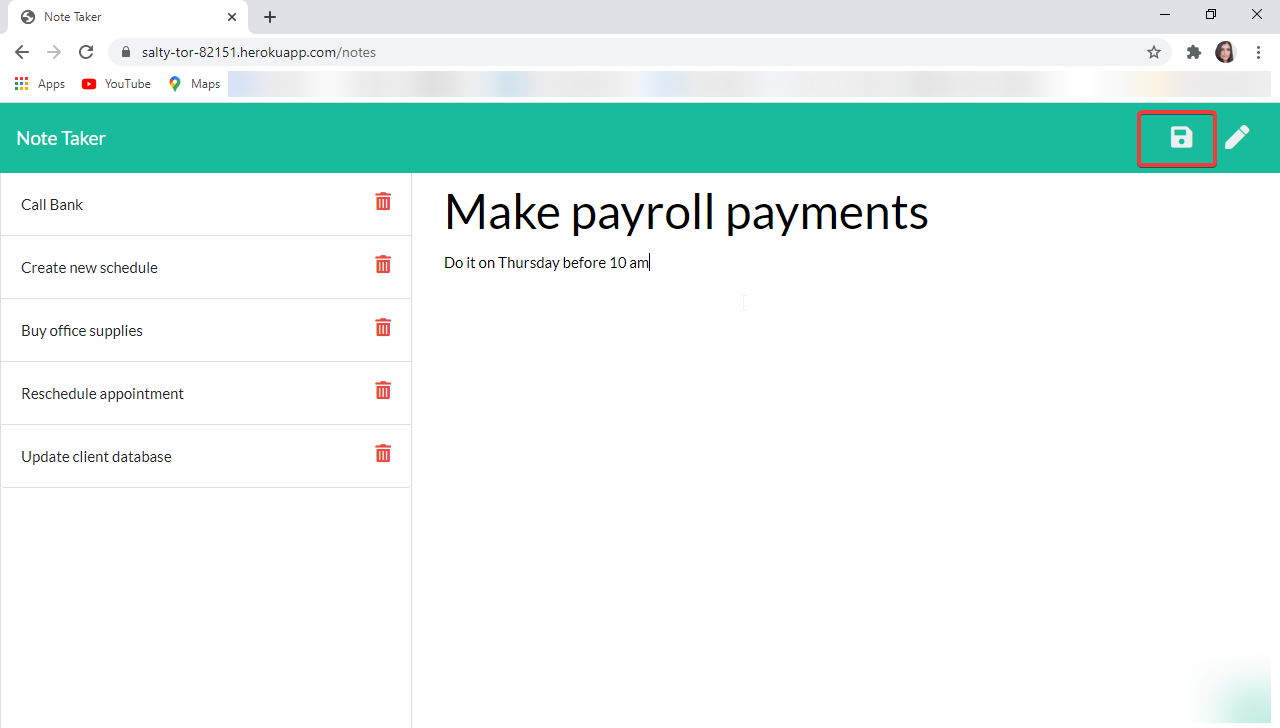 Note Taker
salty-tor-82151.herokuapp.com/notes
Apps YouTube Maps
Note Taker
Call Bank
Create new schedule
Buy office supplies
Reschedule appointment
Update client database
Make payroll payments
Do it on Thursday before 10 am